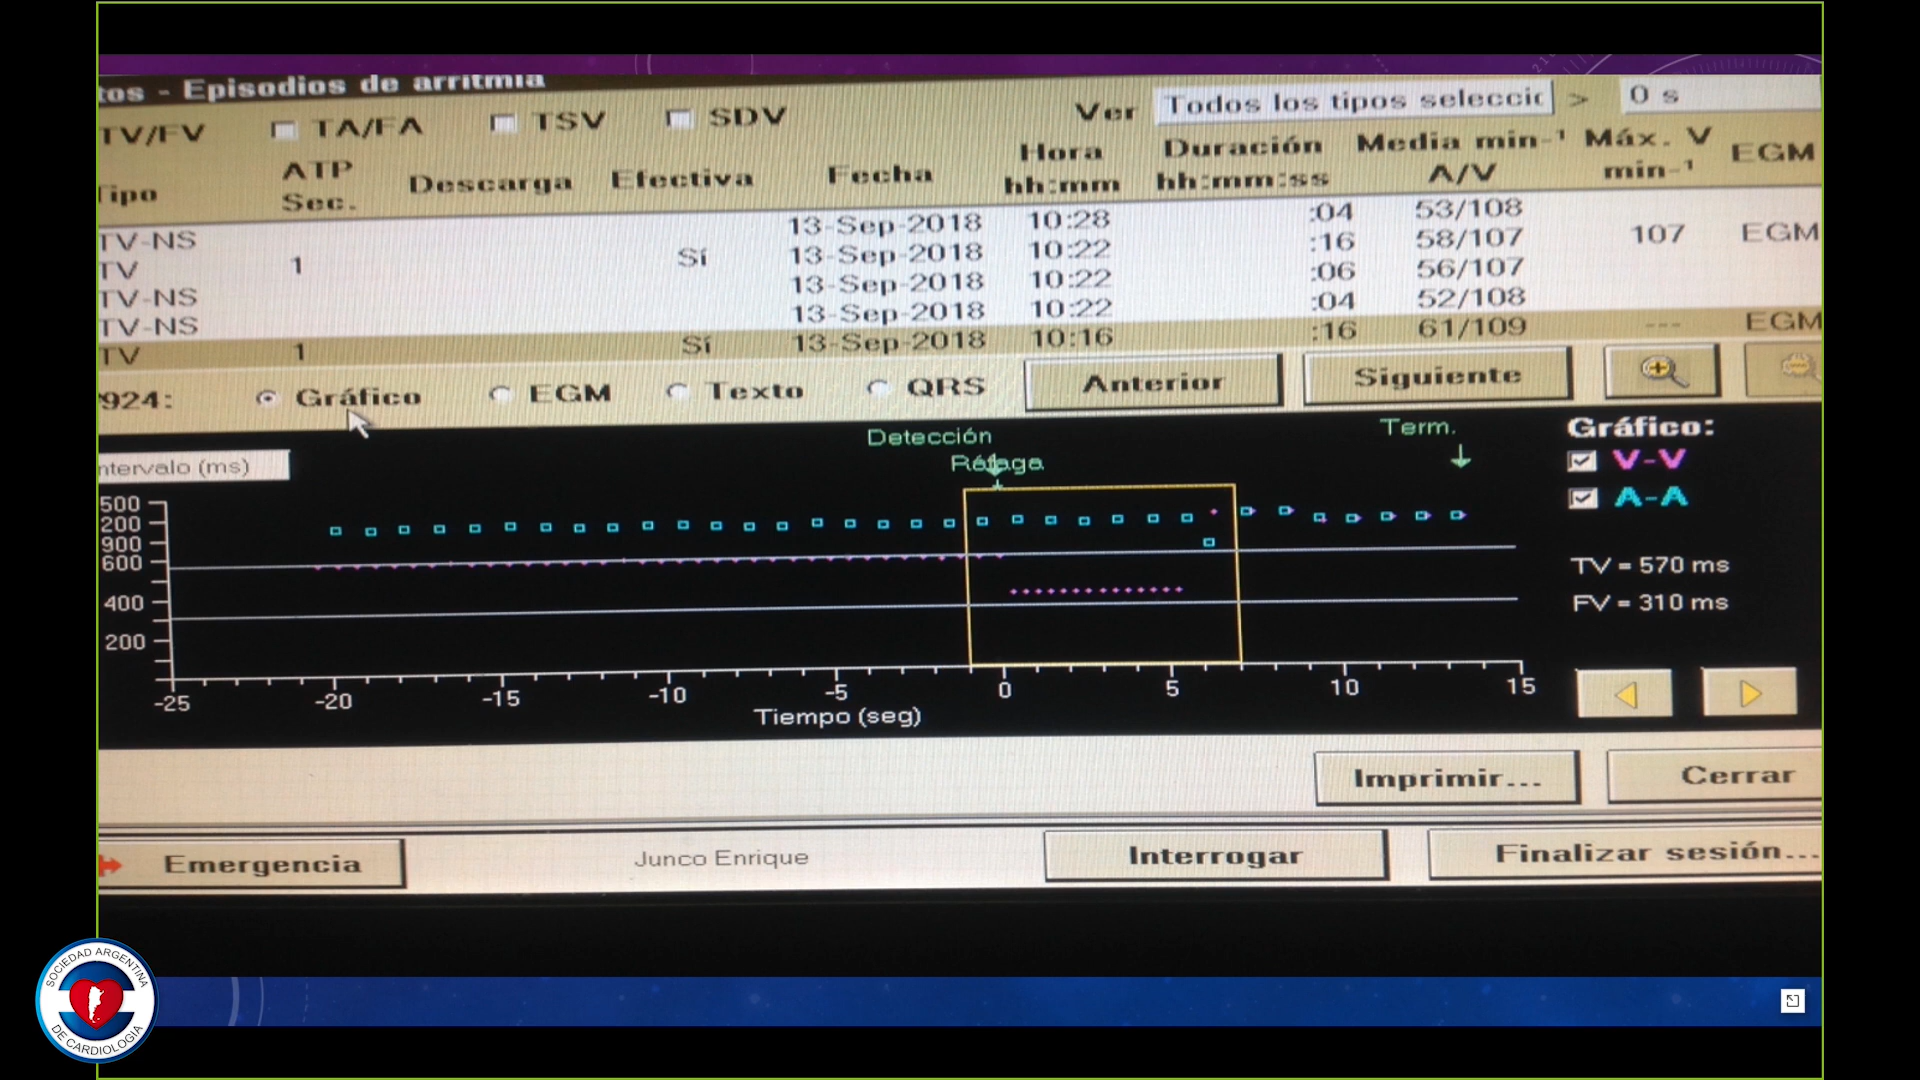 tos - Episodios de arritmia
TV/FV TA/FA TSV SDV Ver Todos los tipos seleccic > 0 s
Tipo ATP Sec. Descarga Efectiva Fecha Hora hh:mm Duración hh:mm:ss Media min-¹ A/V Máx. V min-¹ EGM
TV-NS 13-Sep-2018 10:28 :04 53/108
TV 1 Sí 13-Sep-2018 10:22 :16 58/107 107 EGM
TV-NS 13-Sep-2018 10:22 :06 56/107
TV-NS 13-Sep-2018 10:22 :04 52/108
TV 1 Sí 13-Sep-2018 10:16 :16 61/109 --- EGM
924: Gráfico EGM Texto QRS Anterior Siguiente
Intervalo (ms)
Detección
Ráfaga
Term.
Gráfico:
V-V
A-A
500
200
900
600
400
200
TV = 570 ms
FV = 310 ms
-25 -20 -15 -10 -5 0 5 10 15
Tiempo (seg)
Imprimir...
Cerrar
Emergencia
Junco Enrique
Interrogar
Finalizar sesión...
SOCIEDAD ARGENTINA
DE CARDIOLOGIA